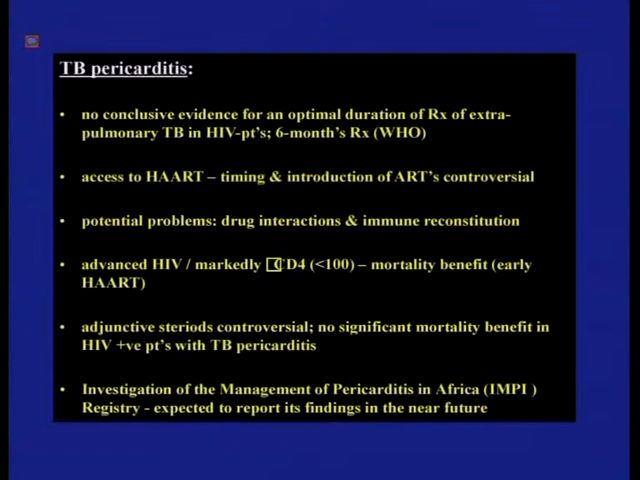 TB pericarditis:
• no conclusive evidence for an optimal duration of Rx of extra-
pulmonary TB in HIV-pt's; 6-month's Rx (WHO)
• access to HAART – timing & introduction of ART's controversial
• potential problems: drug interactions & immune reconstitution
• advanced HIV / markedly CD4 (<100) – mortality benefit (early
HAART)
• adjunctive steriods controversial; no significant mortality benefit in
HIV +ve pt's with TB pericarditis
• Investigation of the Management of Pericarditis in Africa (IMPI )
Registry - expected to report its findings in the near future